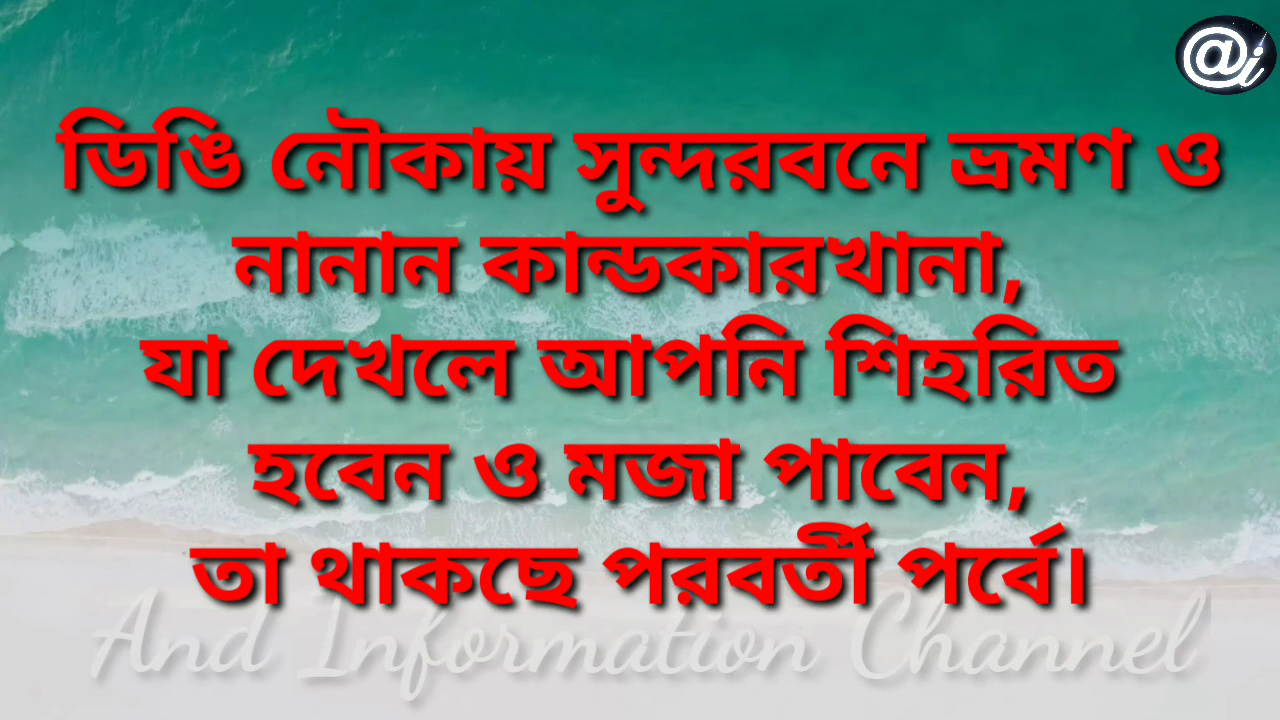 @i
ডিঙি নৌকায় সুন্দরবনে ভ্রমণ ও
নানান কান্ডকারখানা,
যা দেখলে আপনি শিহরিত
হবেন ও মজা পাবেন,
তা থাকছে পরবর্তী পর্বে।
And Information Channel